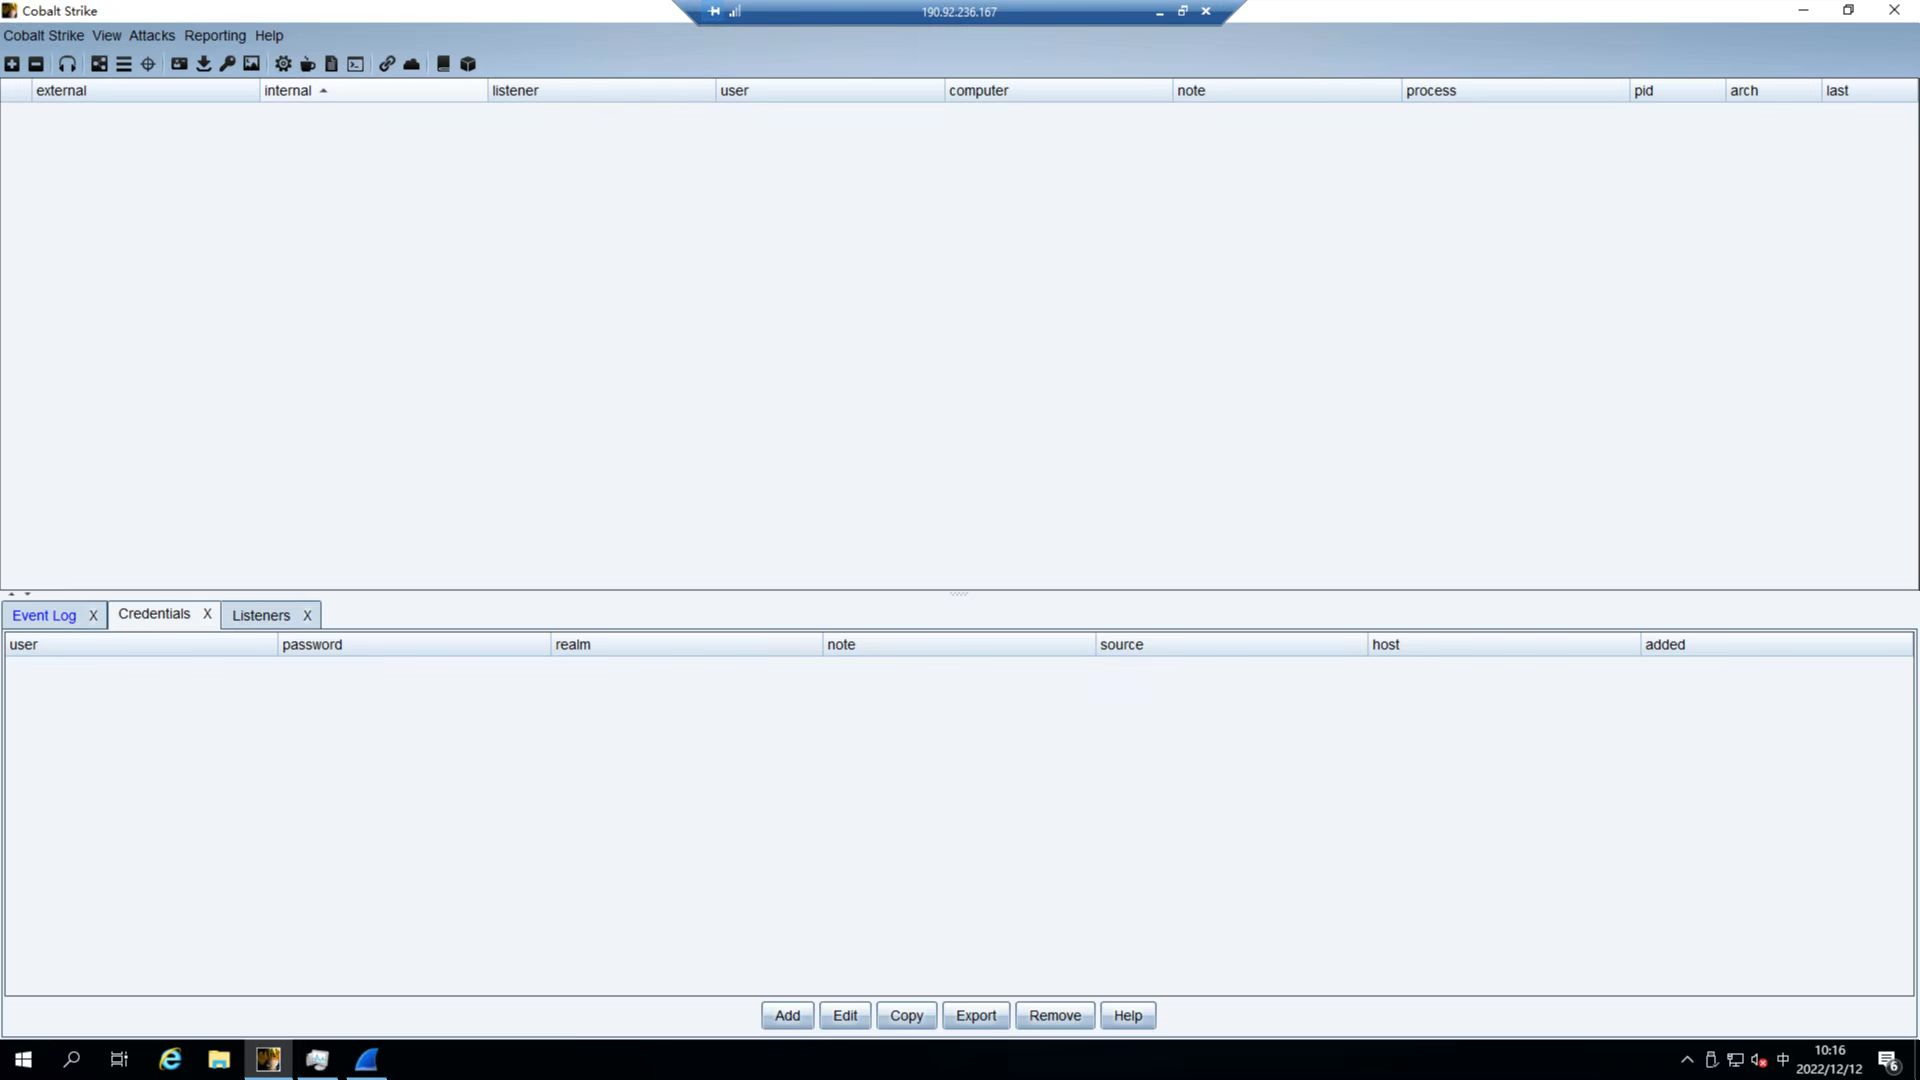 Cobalt Strike
190.92.236.167
Cobalt Strike View Attacks Reporting Help
external internal listener user computer note process pid arch last
Event Log X Credentials X Listeners X
user password realm note source host added
Add Edit Copy Export Remove Help
中
10:16
2022/12/12
6